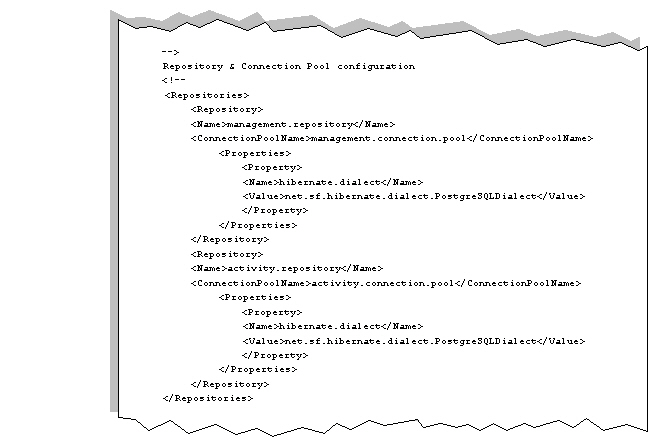 -->
Repository & Connection Pool configuration
<!--
<Repositories>
<Repository>
<Name>management.repository</Name>
<ConnectionPoolName>management.connection.pool</ConnectionPoolName>
<Properties>
<Property>
<Name>hibernate.dialect</Name>
<Value>net.sf.hibernate.dialect.PostgreSQLDialect</Value>
</Property>
</Properties>
</Repository>
<Repository>
<Name>activity.repository</Name>
<ConnectionPoolName>activity.connection.pool</ConnectionPoolName>
<Properties>
<Property>
<Name>hibernate.dialect</Name>
<Value>net.sf.hibernate.dialect.PostgreSQLDialect</Value>
</Property>
</Properties>
</Repository>
</Repositories>